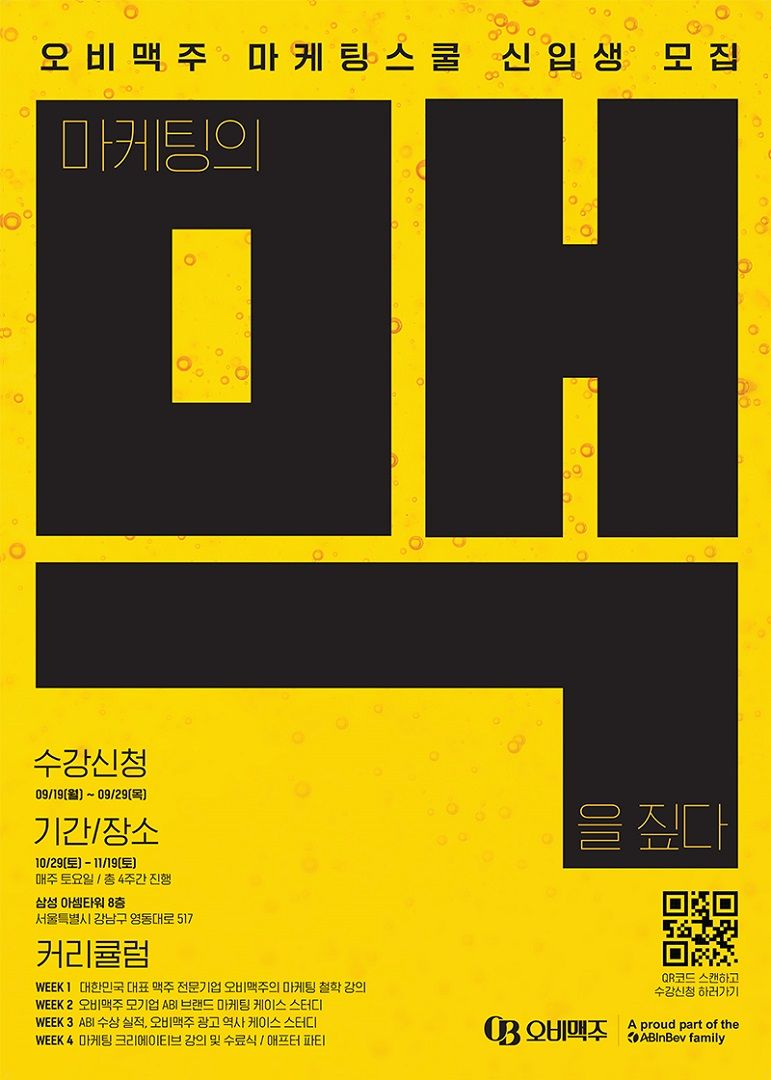 오비맥주 마케팅스쿨 신입생 모집
마케팅의
맥
을 짚다
수강신청
09/19(월) ~ 09/29(목)
기간/장소
10/29(토) - 11/19(토)
매주 토요일 / 총 4주간 진행
삼성 아셈타워 8층
서울특별시 강남구 영동대로 517
커리큘럼
WEEK 1 대한민국 대표 맥주 전문기업 오비맥주의 마케팅 철학 강의
WEEK 2 오비맥주 모기업 ABI 브랜드 마케팅 케이스 스터디
WEEK 3 ABI 수상 실적, 오비맥주 광고 역사 케이스 스터디
WEEK 4 마케팅 크리에이티브 강의 및 수료식 / 애프터 파티
QR코드 스캔하고
수강신청 하러가기
OB 오비맥주
A proud part of the
ABInBev family